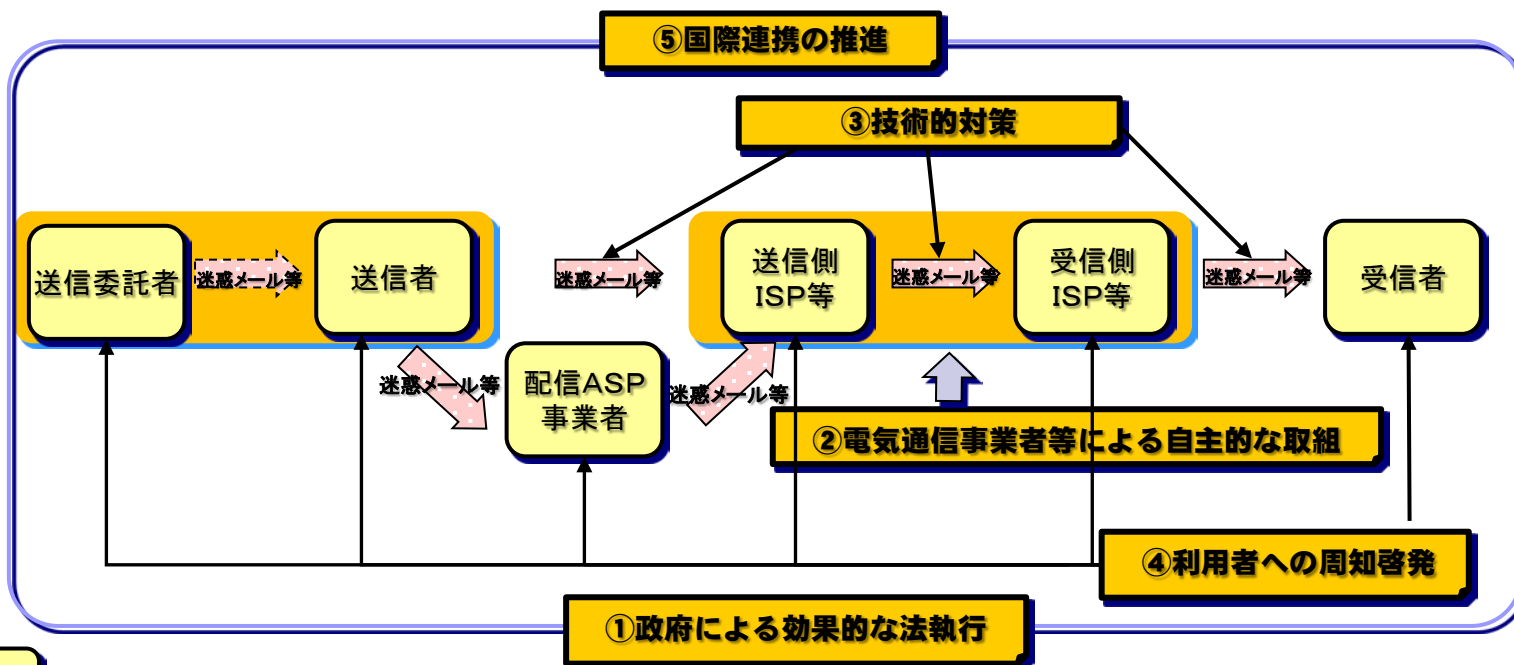 ⑤国際連携の推進
③技術的対策
送信委託者
迷惑メール等
送信者
迷惑メール等
送信側
ISP等
迷惑メール等
受信側
ISP等
迷惑メール等
受信者
迷惑メール等
配信ASP
事業者
迷惑メール等
②電気通信事業者等による自主的な取組
④利用者への周知啓発
①政府による効果的な法執行